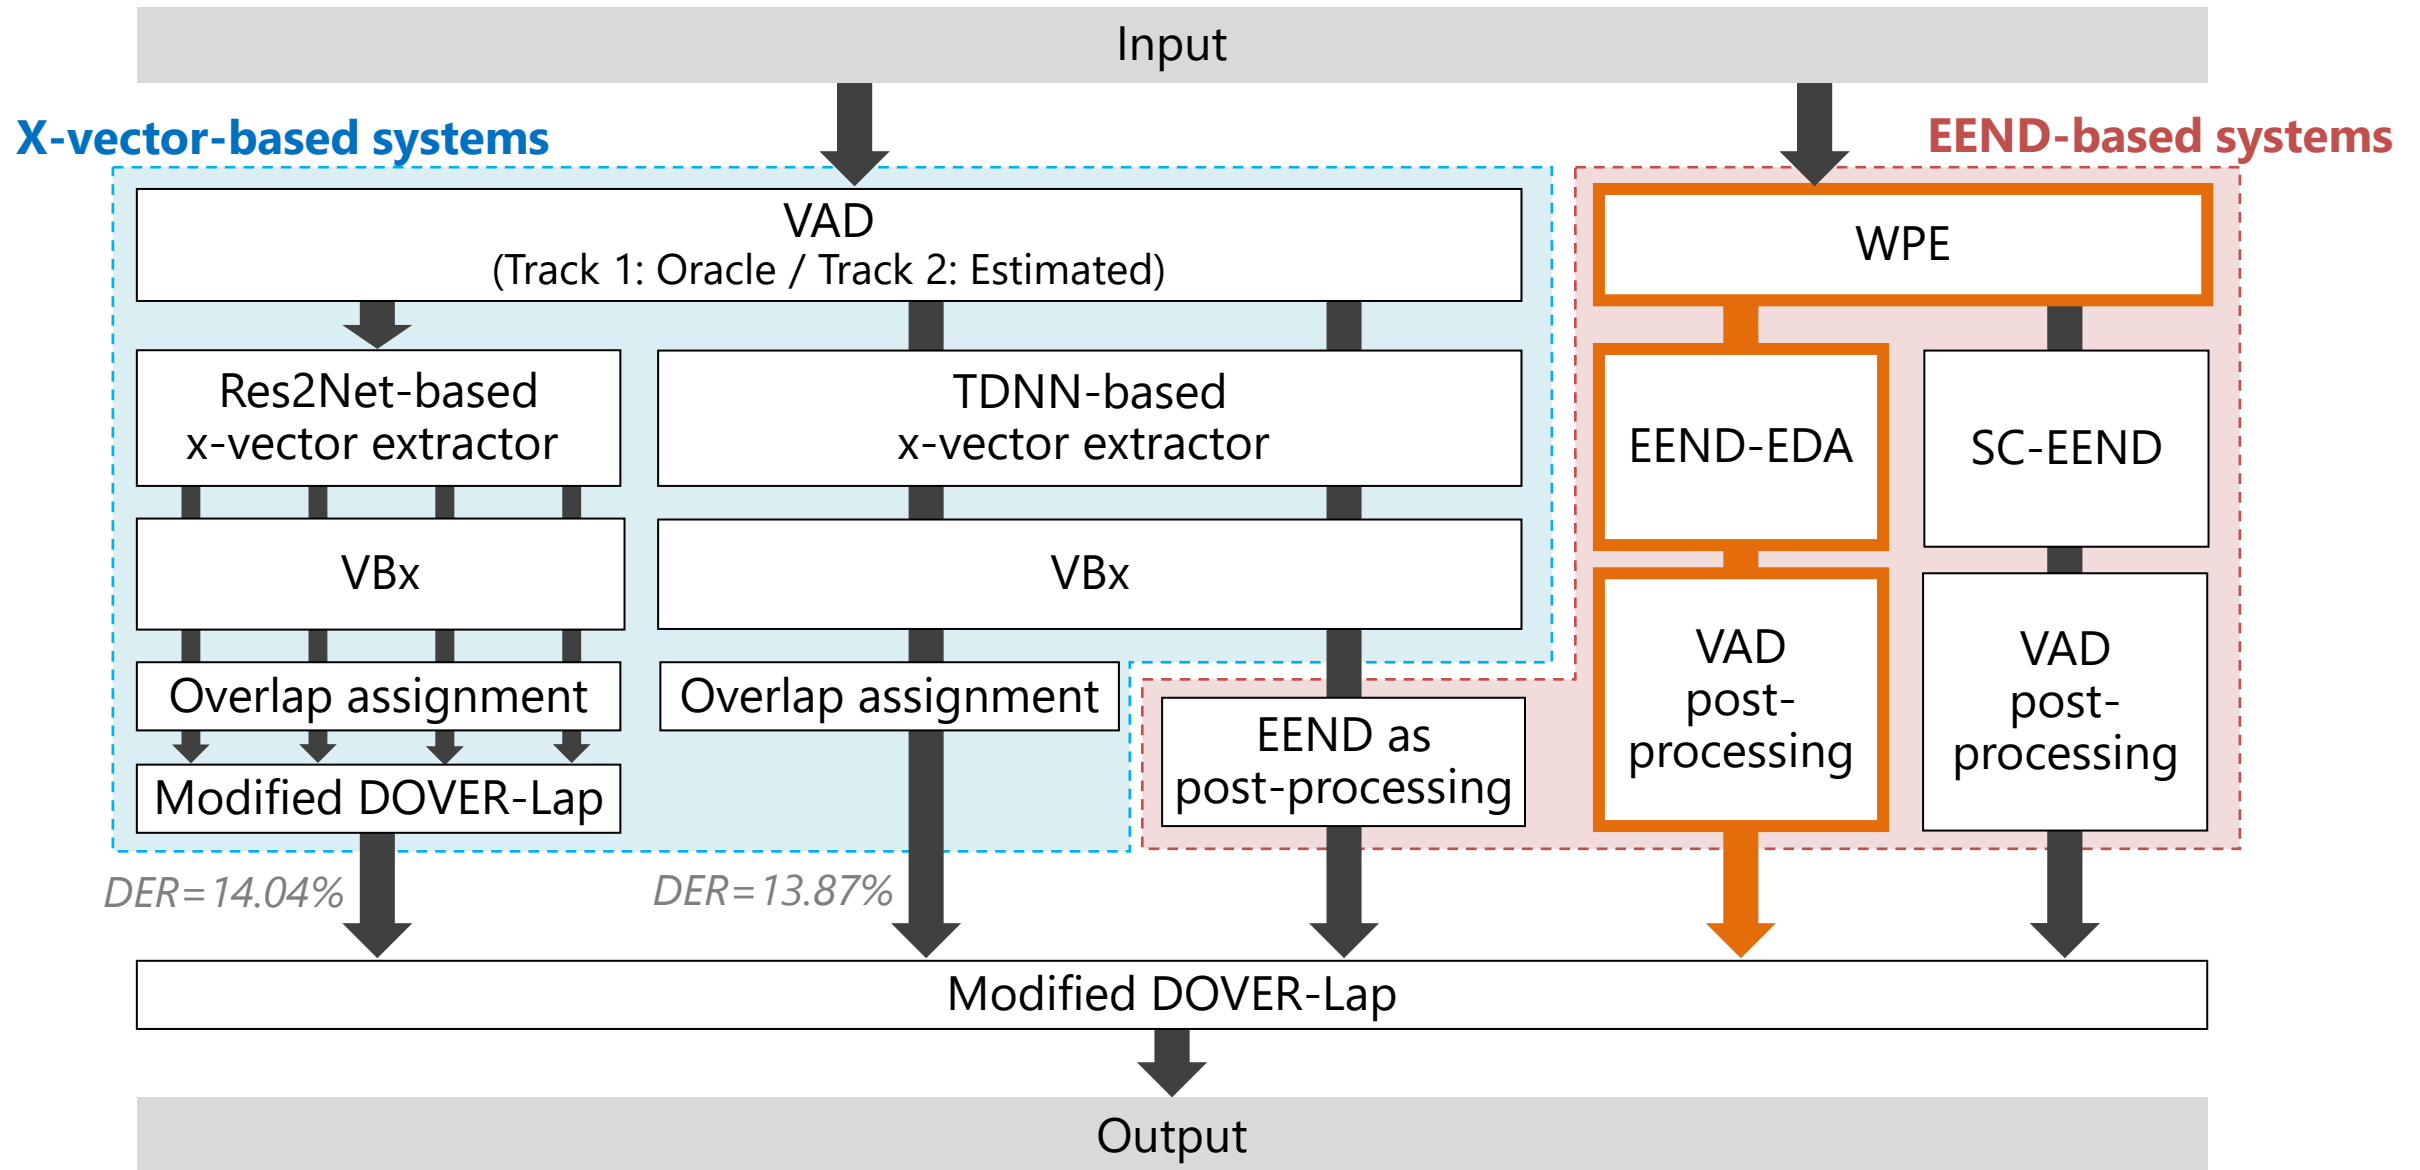 Input
X-vector-based systems
EEND-based systems
VAD
(Track 1: Oracle / Track 2: Estimated)
WPE
Res2Net-based
x-vector extractor
TDNN-based
x-vector extractor
EEND-EDA
SC-EEND
VBx
VBx
Overlap assignment
Overlap assignment
EEND as
post-processing
VAD
post-
processing
VAD
post-
processing
Modified DOVER-Lap
DER=14.04%
DER=13.87%
Modified DOVER-Lap
Output